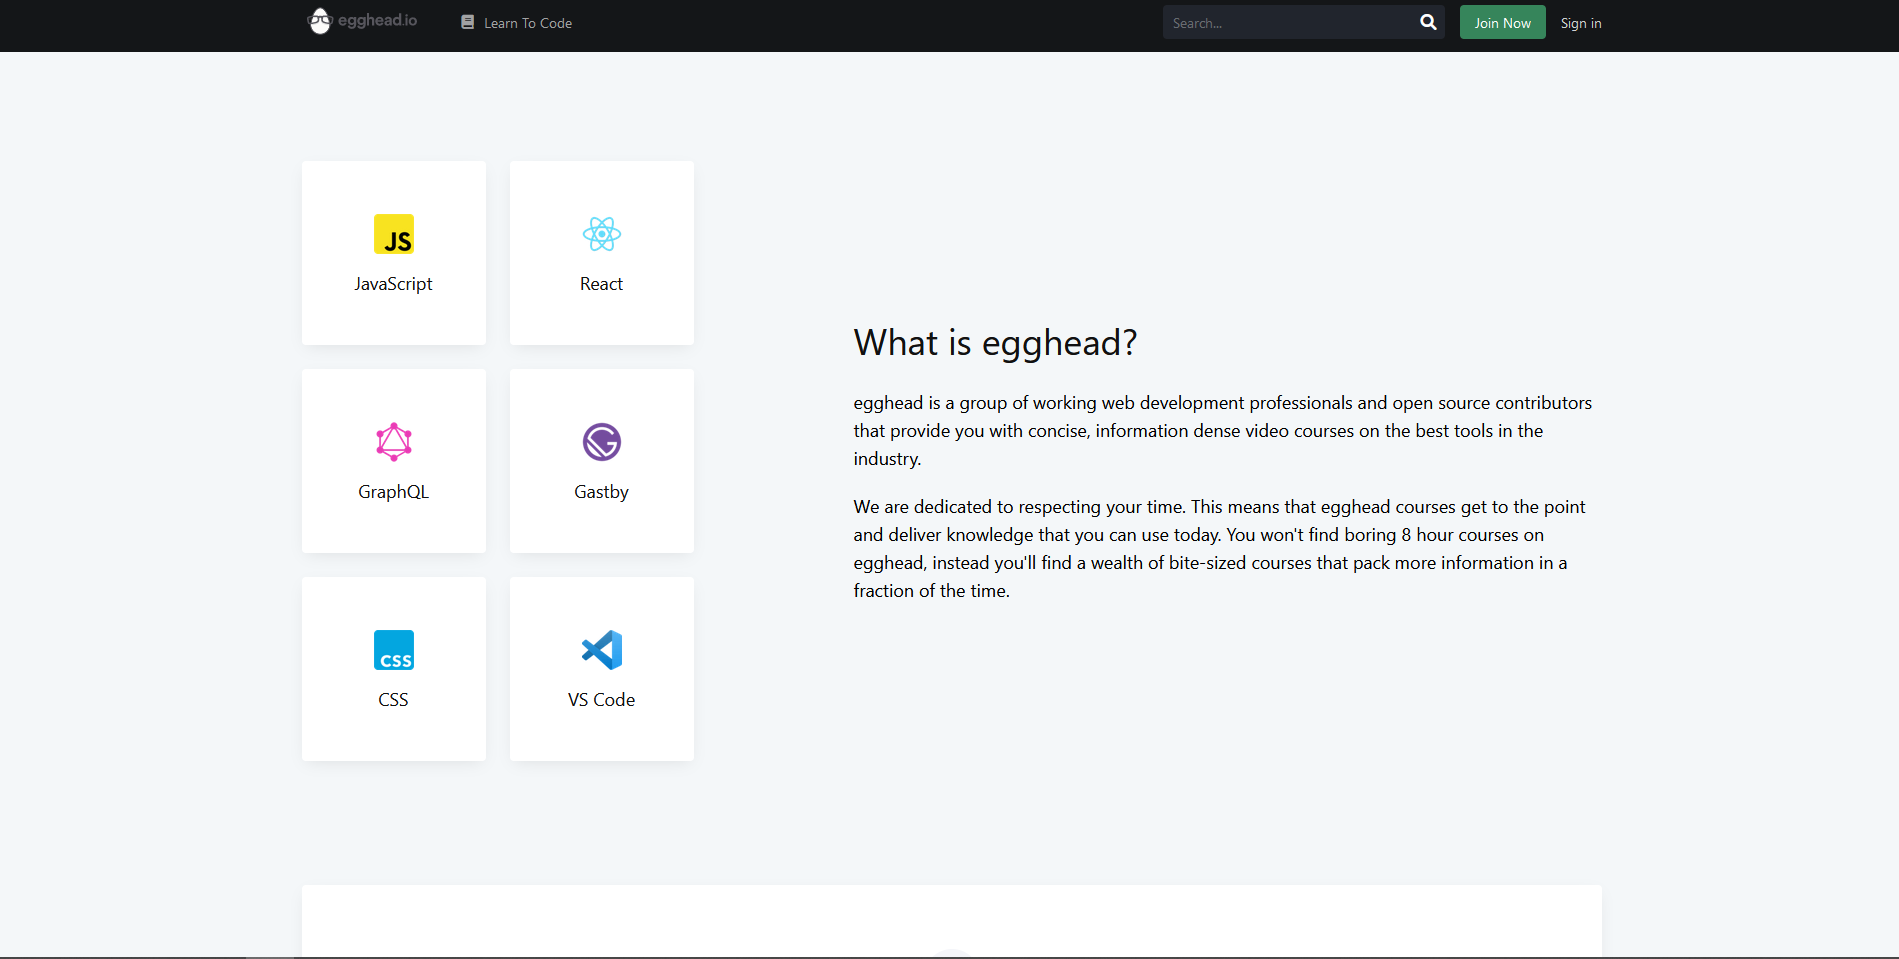 egghead.io
Learn To Code
Search...
Join Now
Sign in
JS
JavaScript
React
GraphQL
Gastby
CSS
CSS
VS Code
What is egghead?
egghead is a group of working web development professionals and open source contributors
that provide you with concise, information dense video courses on the best tools in the
industry.
We are dedicated to respecting your time. This means that egghead courses get to the point
and deliver knowledge that you can use today. You won't find boring 8 hour courses on
egghead, instead you'll find a wealth of bite-sized courses that pack more information in a
fraction of the time.